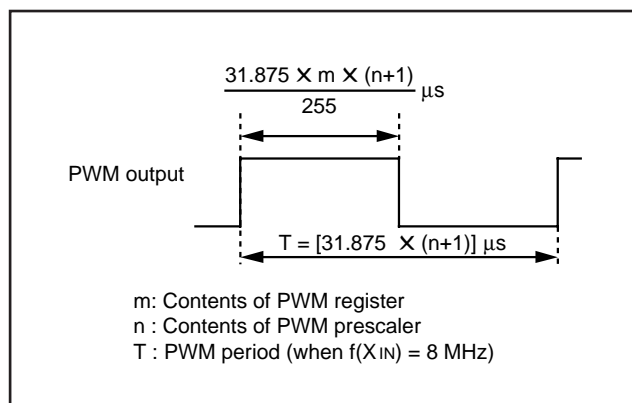 31.875 × m × (n+1)
255
μs
PWM output
T = [31.875 × (n+1)] μs
m: Contents of PWM register
n : Contents of PWM prescaler
T : PWM period (when f(XIN) = 8 MHz)